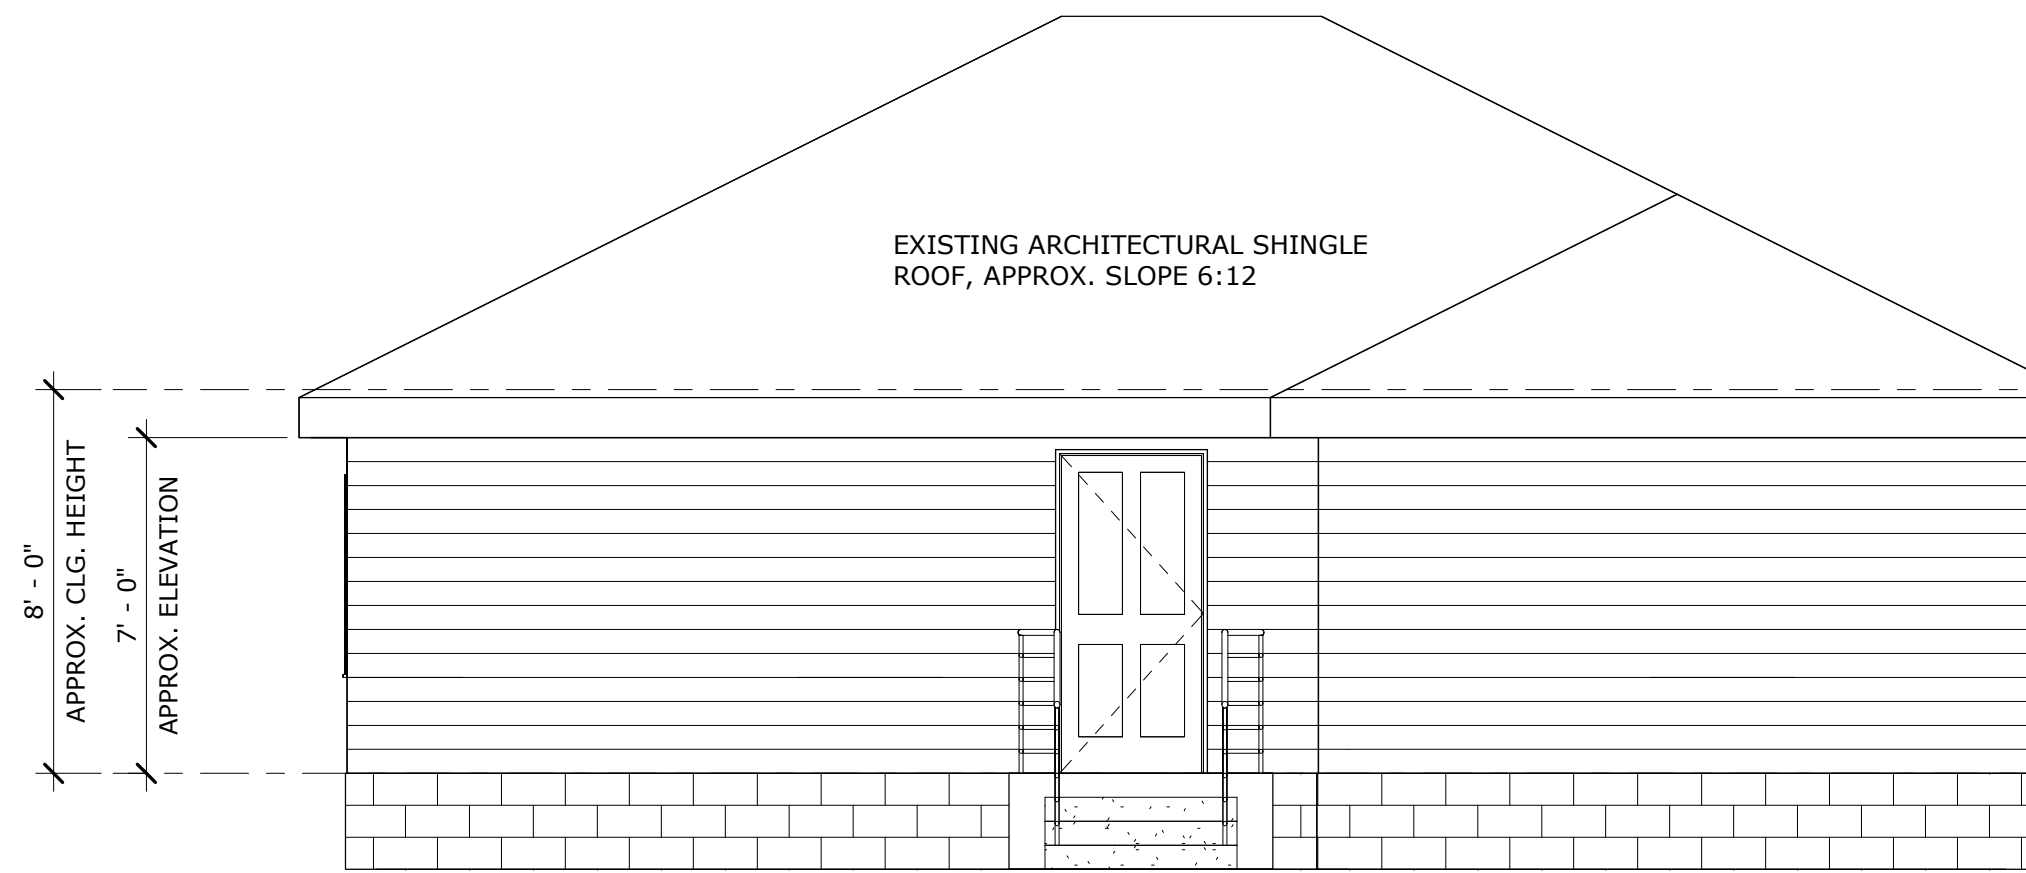 EXISTING ARCHITECTURAL SHINGLE
ROOF, APPROX. SLOPE 6:12
8' - 0"
APPROX. CLG. HEIGHT
7' - 0"
APPROX. ELEVATION